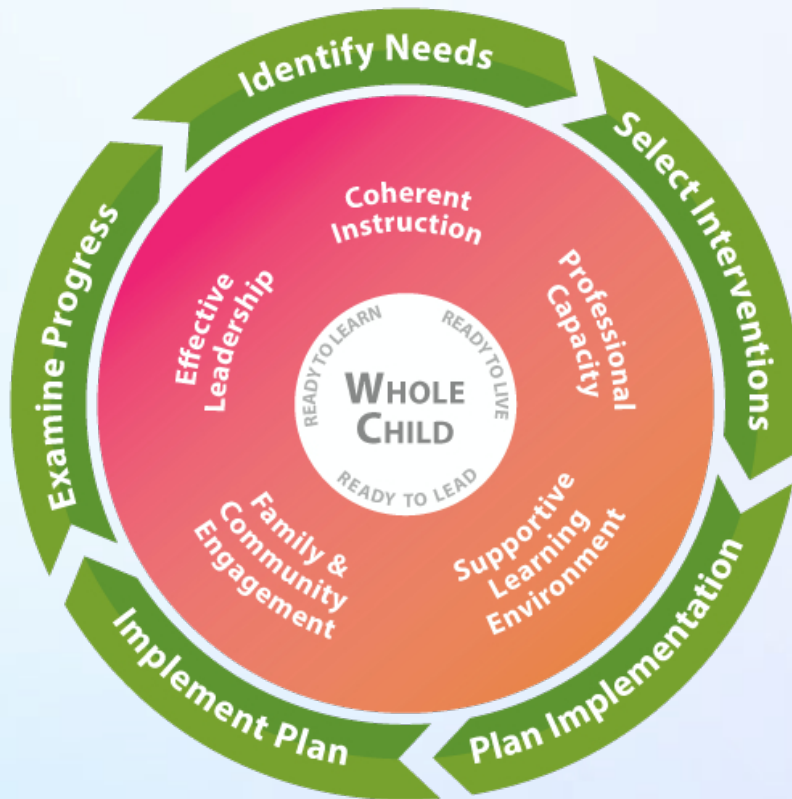 Identify Needs
Select Interventions
Plan Implementation
Implement Plan
Examine Progress
Coherent
Instruction
Professional
Capacity
Supportive
Learning
Environment
Family &
Community
Engagement
Effective
Leadership
READY TO LEARN
READY TO LIVE
READY TO LEAD
WHOLE
CHILD